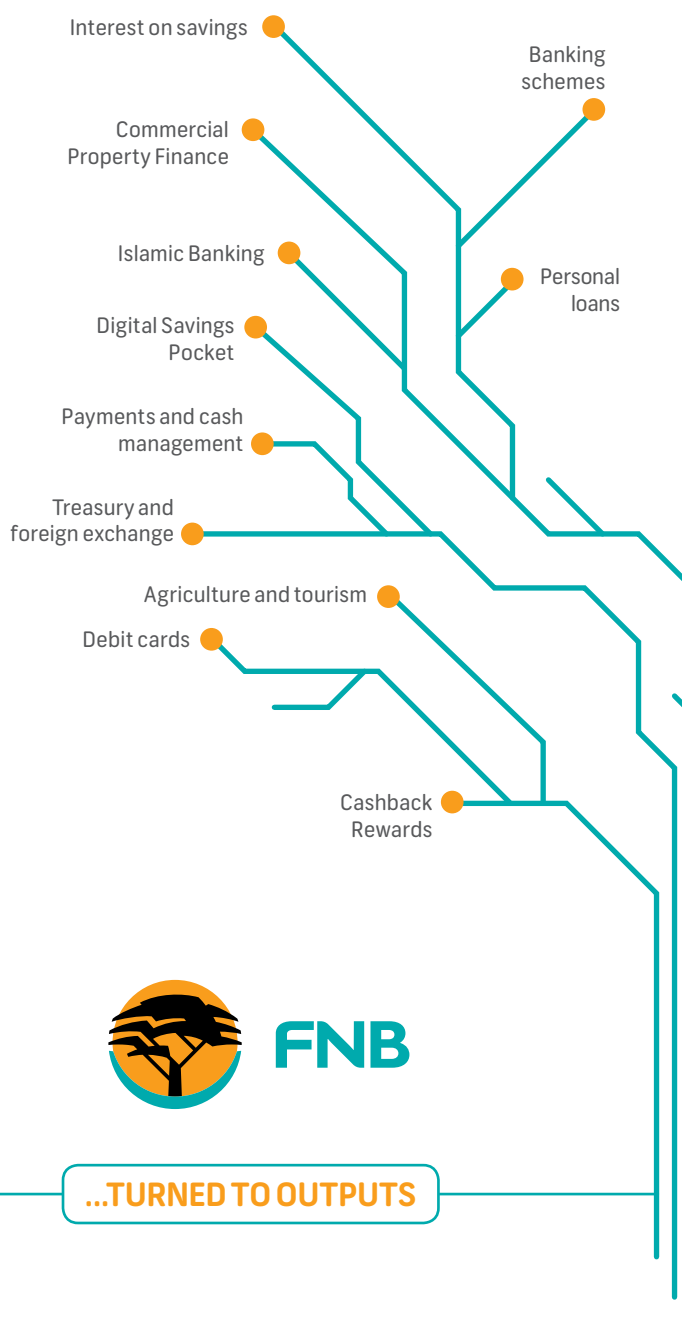 Interest on savings
Banking
schemes
Commercial
Property Finance
Islamic Banking
Personal
loans
Digital Savings
Pocket
Payments and cash
management
Treasury and
foreign exchange
Agriculture and tourism
Debit cards
Cashback
Rewards
FNB
...TURNED TO OUTPUTS